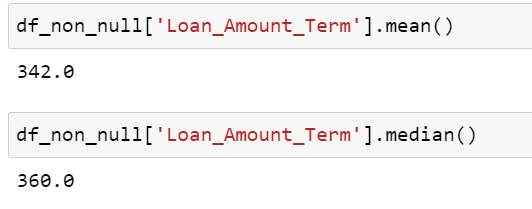 df_non_null['Loan_Amount_Term'].mean()
342.0
df_non_null['Loan_Amount_Term'].median()
360.0